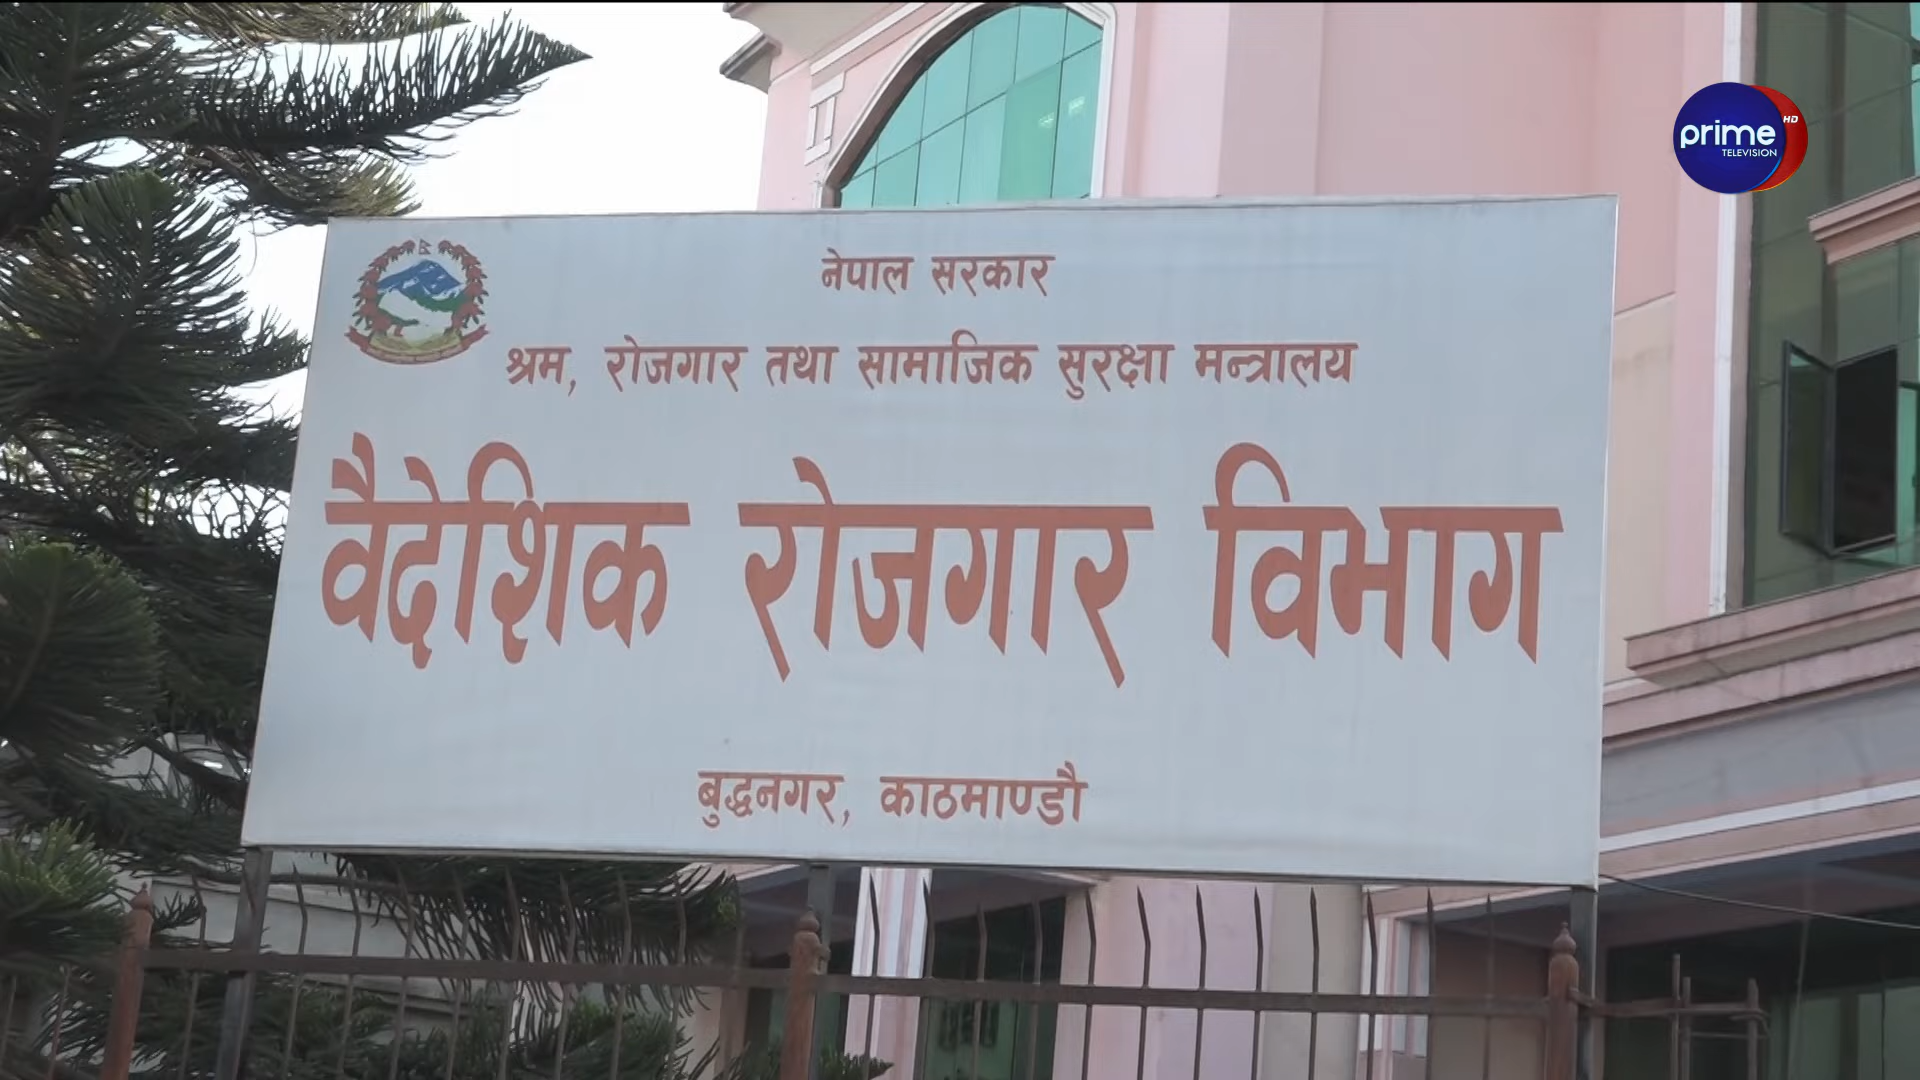 prime HD
TELEVISION
नेपाल सरकार
श्रम, रोजगार तथा सामाजिक सुरक्षा मन्त्रालय
वैदेशिक रोजगार विभाग
बुद्धनगर, काठमाण्डौ